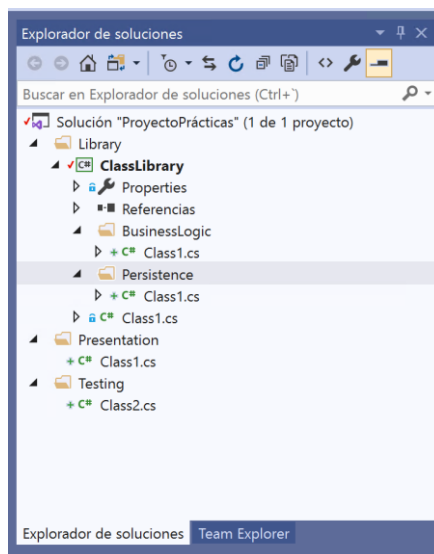 Explorador de soluciones
Buscar en Explorador de soluciones (Ctrl+`)
Solución "ProyectoPrácticas" (1 de 1 proyecto)
Library
C# ClassLibrary
Properties
Referencias
BusinessLogic
+ C# Class1.cs
Persistence
+ C# Class1.cs
C# Class1.cs
Presentation
+ C# Class1.cs
Testing
+ C# Class2.cs
Explorador de soluciones Team Explorer